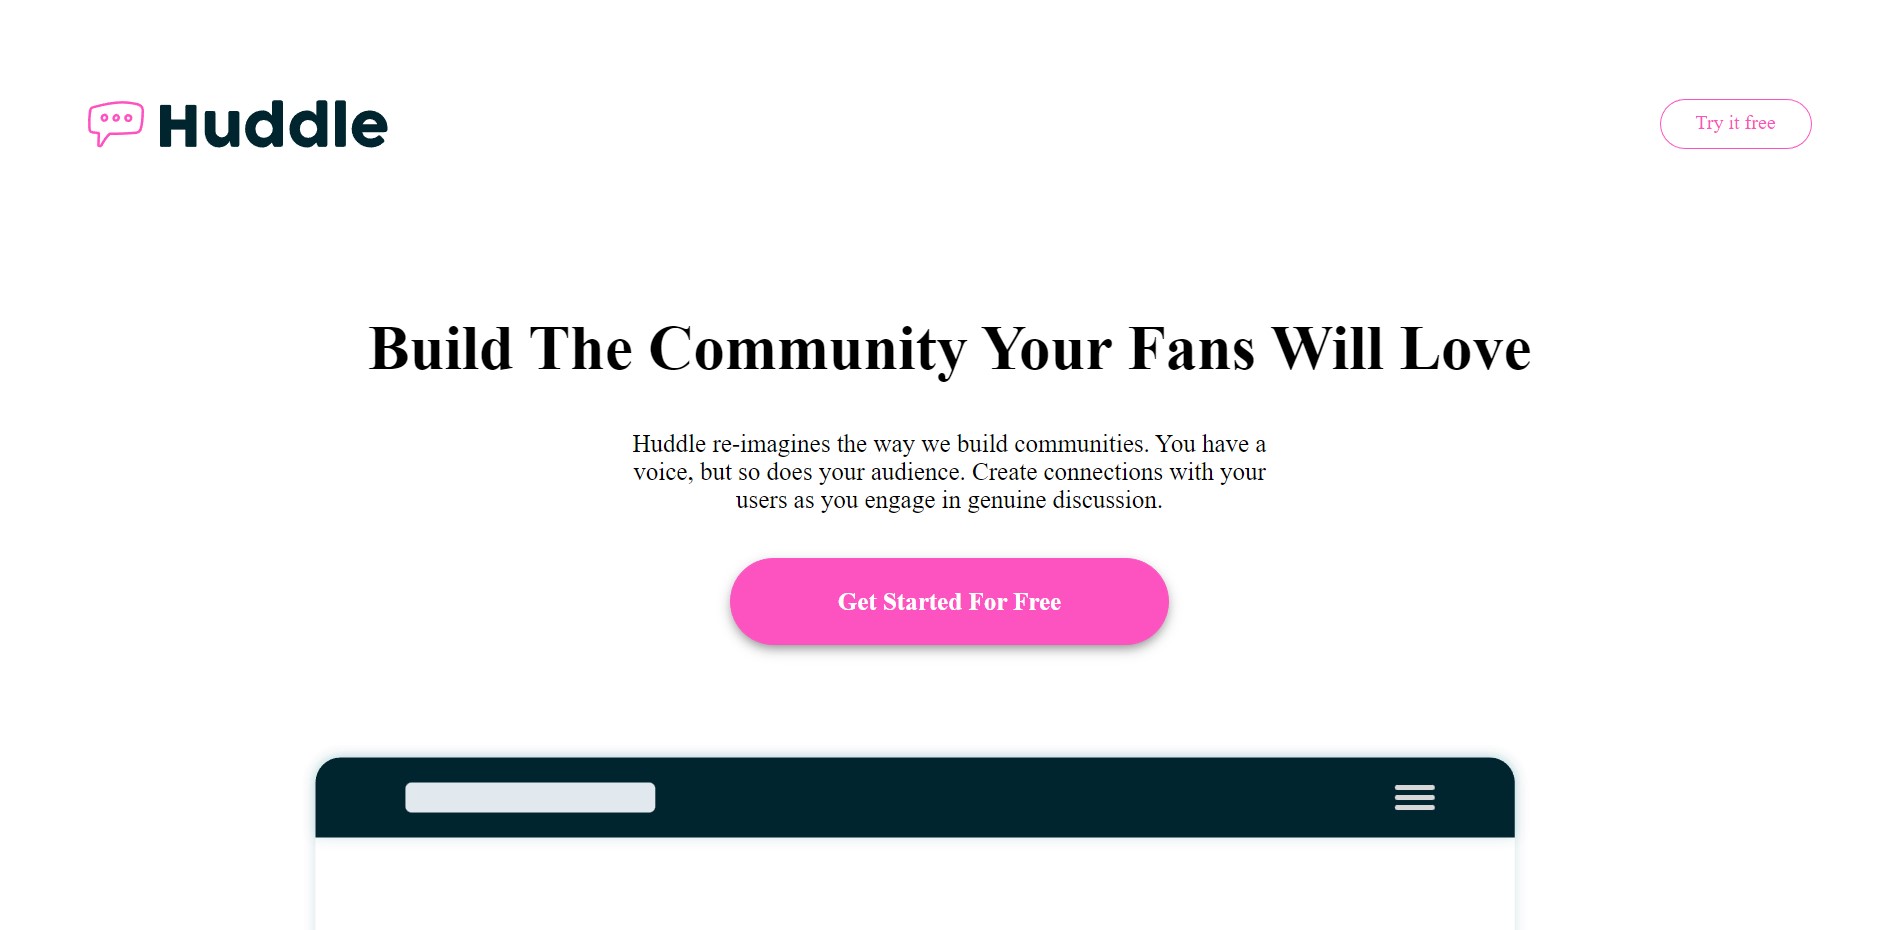 Huddle
Try it free
Build The Community Your Fans Will Love
Huddle re-imagines the way we build communities. You have a
voice, but so does your audience. Create connections with your
users as you engage in genuine discussion.
Get Started For Free